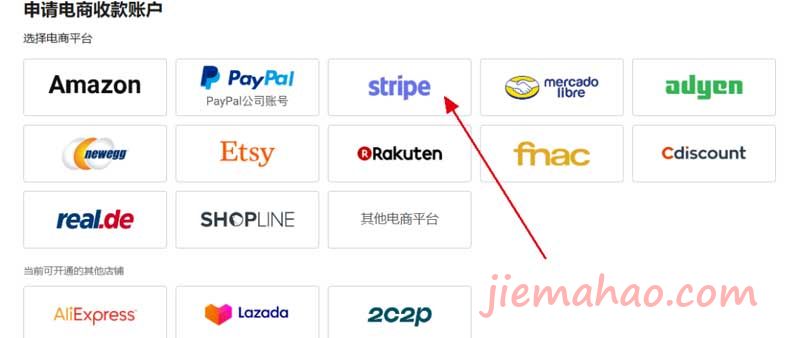 申请电商收款账户
选择电商平台
Amazon
PayPal
PayPal公司账号
stripe
mercado
libre
adyen
newegg
Etsy
Rakuten
fnac
Cdiscount
real.de
SHOPLINE
其他电商平台
当前可开通的其他店铺
AliExpress
Lazada
2c2p
jiemahao.com